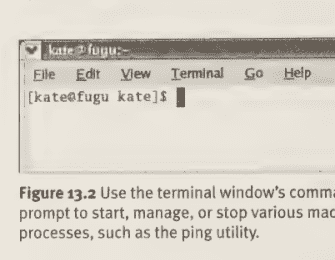 kate@fugu:~
File Edit View Terminal Go Help
[kate@fugu kate]$
Figure 13.2 Use the terminal window's comma
prompt to start, manage, or stop various mac
processes, such as the ping utility.